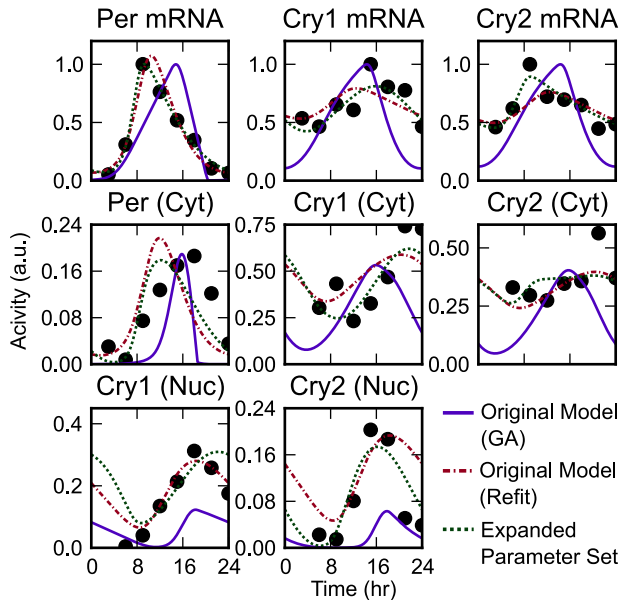 Per mRNA
Cry1 mRNA
Cry2 mRNA
1.0
0.5
0.0
1.0
0.5
0.0
1.0
0.5
0.0
Per (Cyt)
Cry1 (Cyt)
Cry2 (Cyt)
0.24
0.16
0.08
0.00
0.75
0.50
0.25
0.00
0.50
0.25
0.00
Acivity (a.u.)
Cry1 (Nuc)
Cry2 (Nuc)
0.4
0.2
0.0
0.24
0.16
0.08
0.00
0 8 16 24
0 8 16 24
Time (hr)
Original Model
(GA)
Original Model
(Refit)
Expanded
Parameter Set